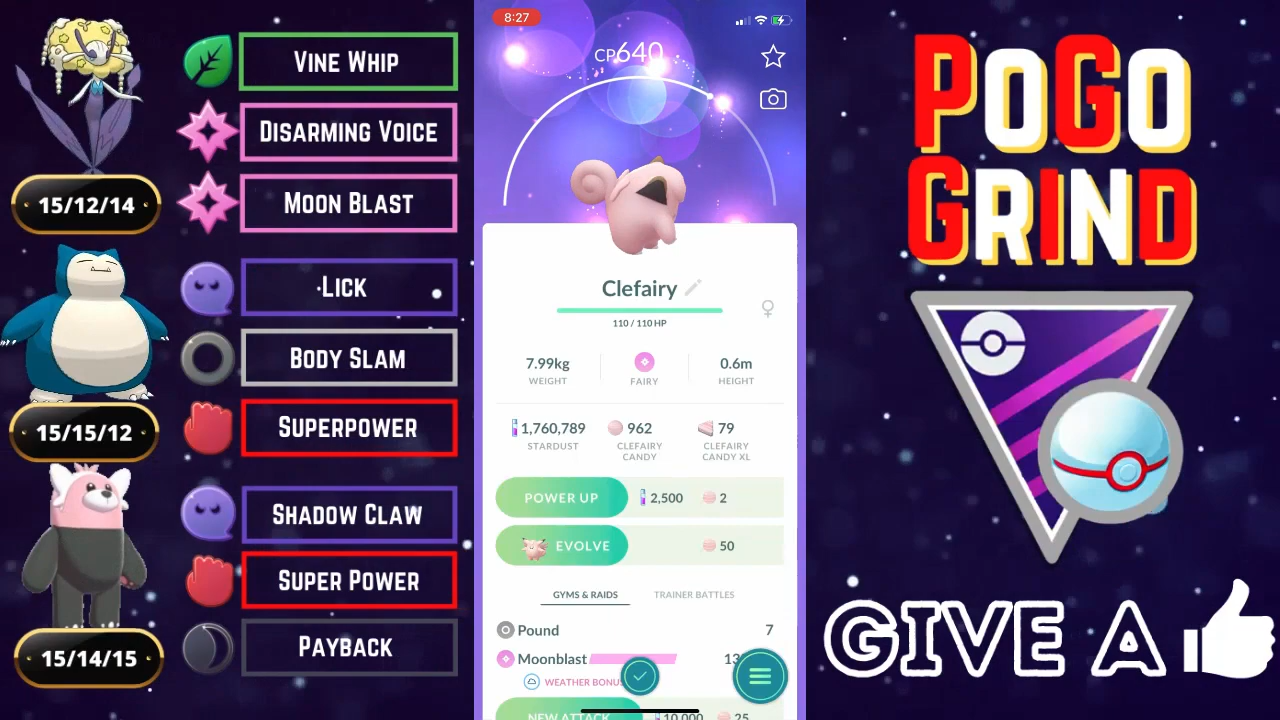 VINE WHIP
DISARMING VOICE
MOON BLAST
15/12/14
LICK
BODY SLAM
SUPERPOWER
15/15/12
SHADOW CLAW
SUPER POWER
PAYBACK
15/14/15
8:27
CP640
Clefairy
110 / 110 HP
7.99kg
WEIGHT
FAIRY
0.6m
HEIGHT
1,760,789
STARDUST
962
CLEFAIRY
CANDY
79
CLEFAIRY
CANDY XL
POWER UP 2,500 2
EVOLVE 50
GYMS & RAIDS TRAINER BATTLES
Pound 7
Moonblast 13
WEATHER BONUS
NEW ATTACK 10,000 25
POGO
GRIND
GIVE A